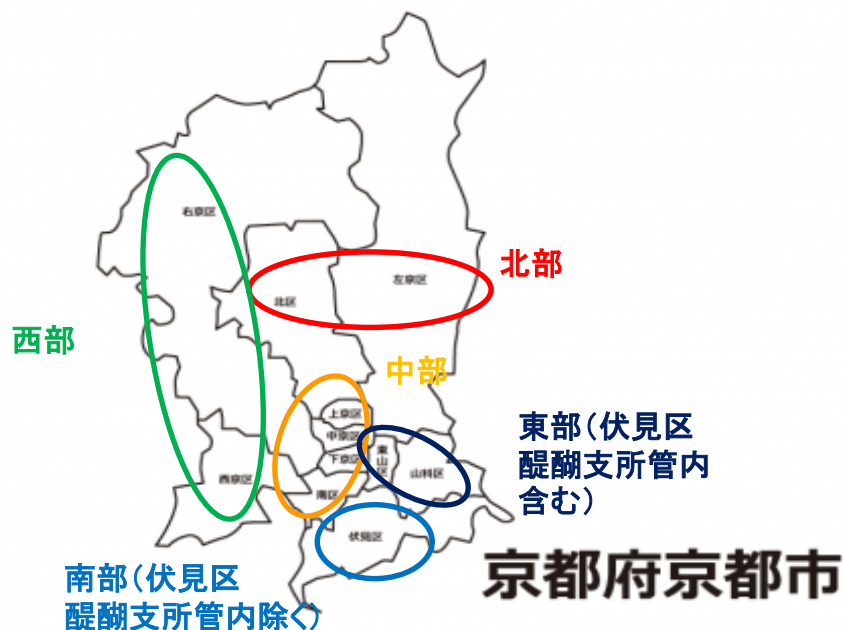 右京区
北部
左京区
北区
西部
中部
上京区
中京区
下京区
東山区
山科区
東部（伏見区
醍醐支所管内
含む）
西京区
南区
伏見区
京都府京都市
南部（伏見区
醍醐支所管内除く）